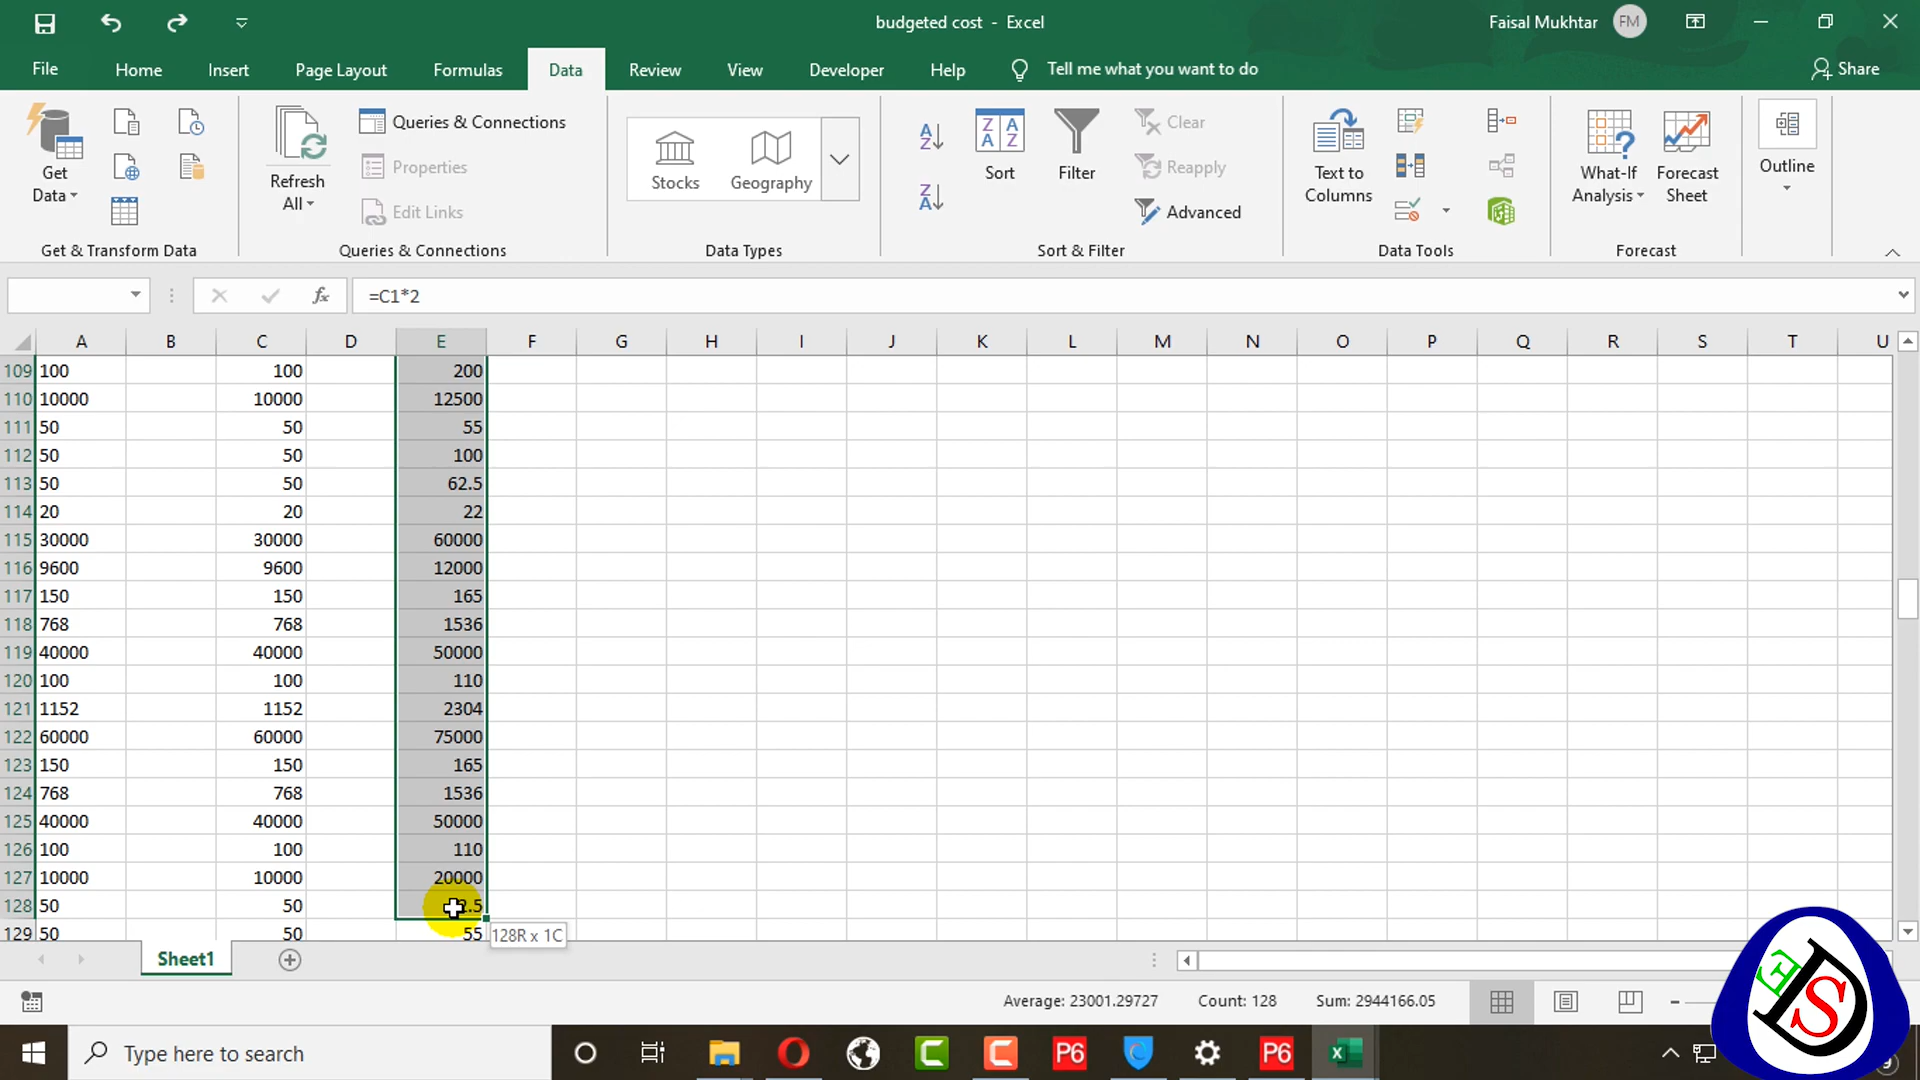 budgeted cost - Excel
Faisal Mukhtar FM
File Home Insert Page Layout Formulas Data Review View Developer Help Tell me what you want to do Share
Get Data
Refresh All
Queries & Connections
Properties
Edit Links
Stocks Geography
Sort Filter
Clear
Reapply
Advanced
Text to Columns
What-If Analysis
Forecast Sheet
Outline
Get & Transform Data Queries & Connections Data Types Sort & Filter Data Tools Forecast
fx =C1*2
A B C D E F G H I J K L M N O P Q R S T U
109 100 100 200
110 10000 10000 12500
111 50 50 55
112 50 50 100
113 50 50 62.5
114 20 20 22
115 30000 30000 60000
116 9600 9600 12000
117 150 150 165
118 768 768 1536
119 40000 40000 50000
120 100 100 110
121 1152 1152 2304
122 60000 60000 75000
123 150 150 165
124 768 768 1536
125 40000 40000 50000
126 100 100 110
127 10000 10000 20000
128 50 50
129 50 50 55
128R x 1C
Sheet1
Average: 23001.29727 Count: 128 Sum: 2944166.05
Type here to search
P6 P6